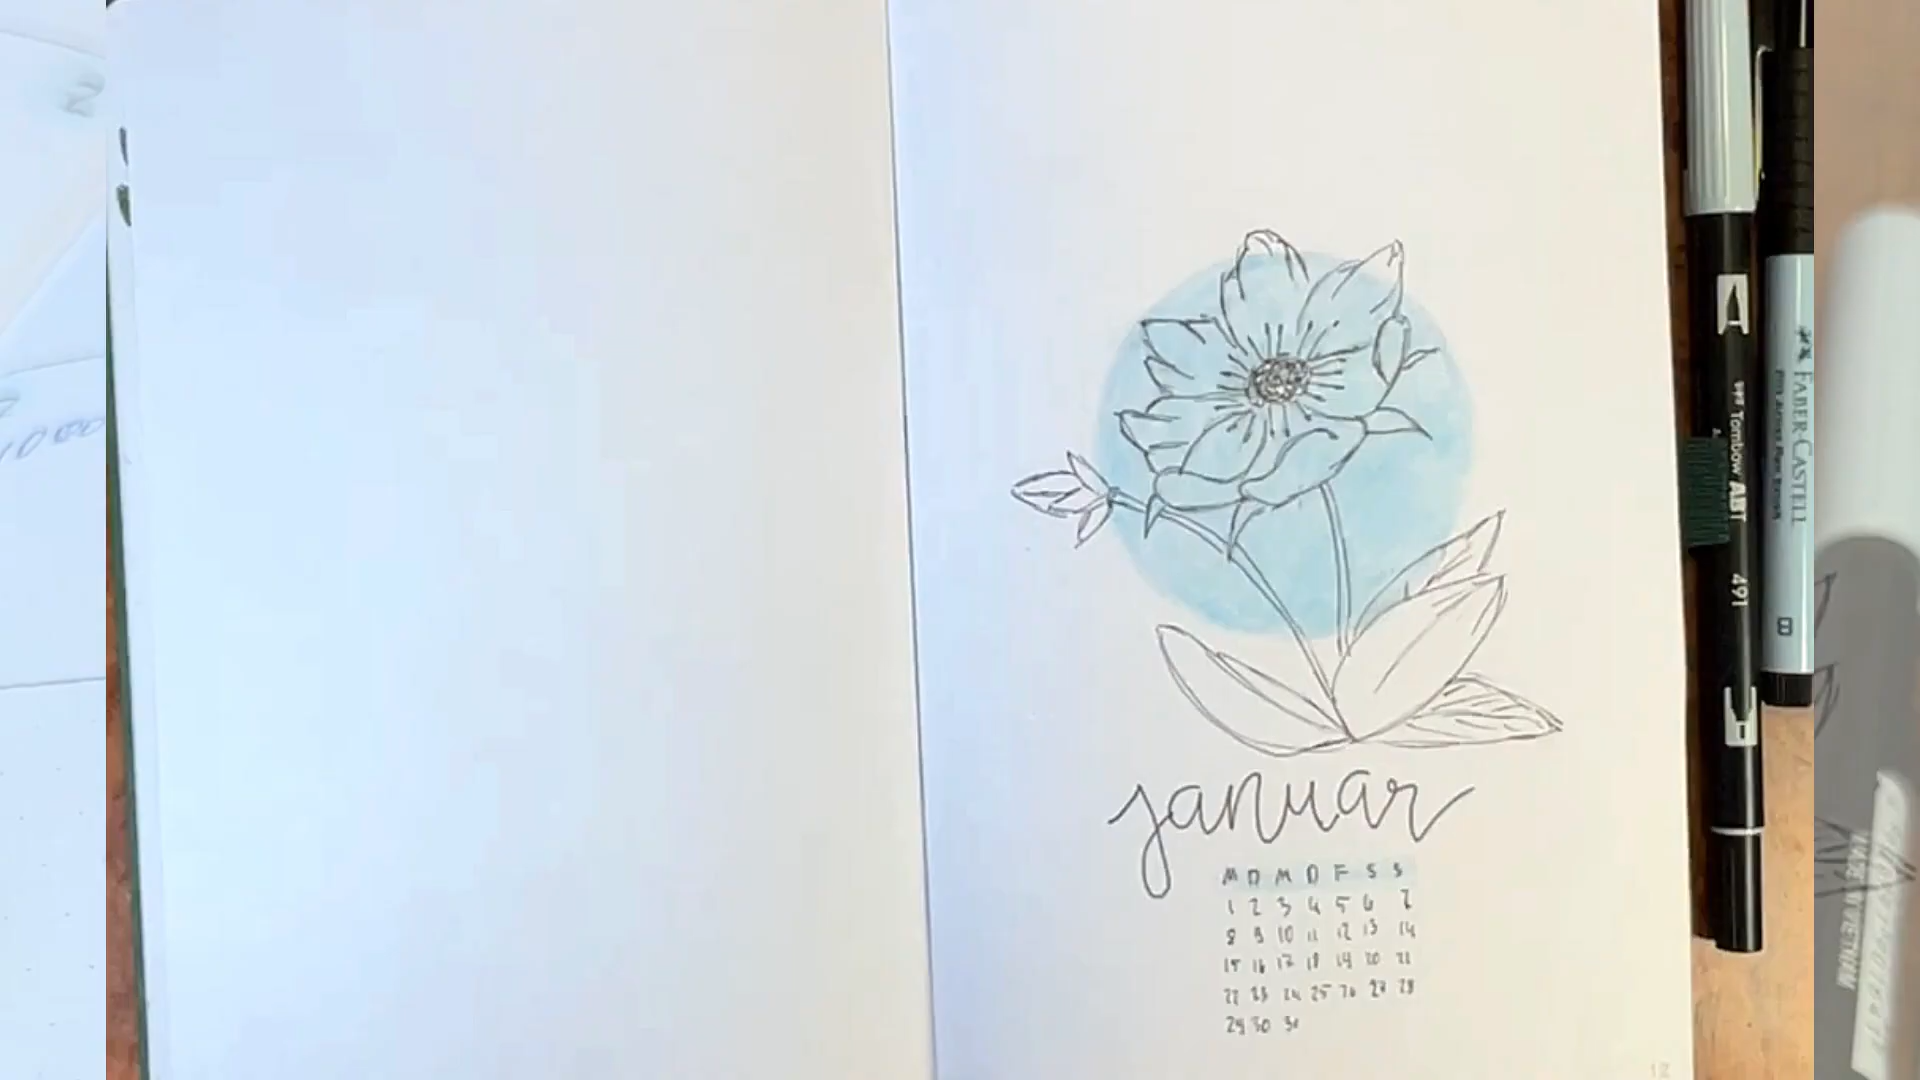 januar
M D M D F S S
1 2 3 4 5 6 7
8 9 10 11 12 13 14
15 16 17 18 19 20 21
22 23 24 25 26 27 28
29 30 31
12
Tombow ABT
491
FABER-CASTELL
B